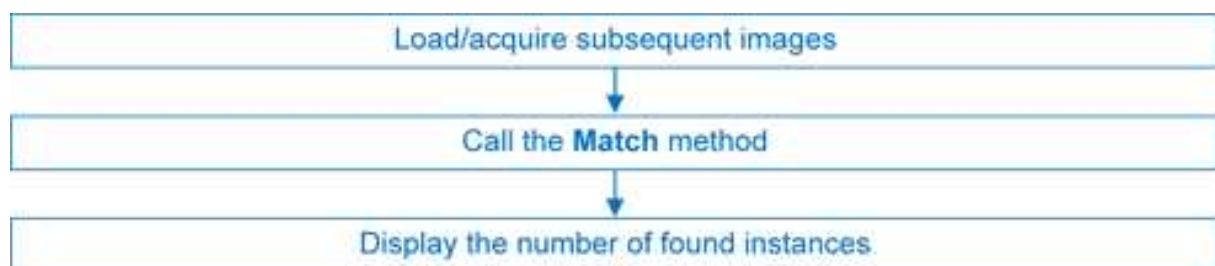 Load/acquire subsequent images
Call the Match method
Display the number of found instances